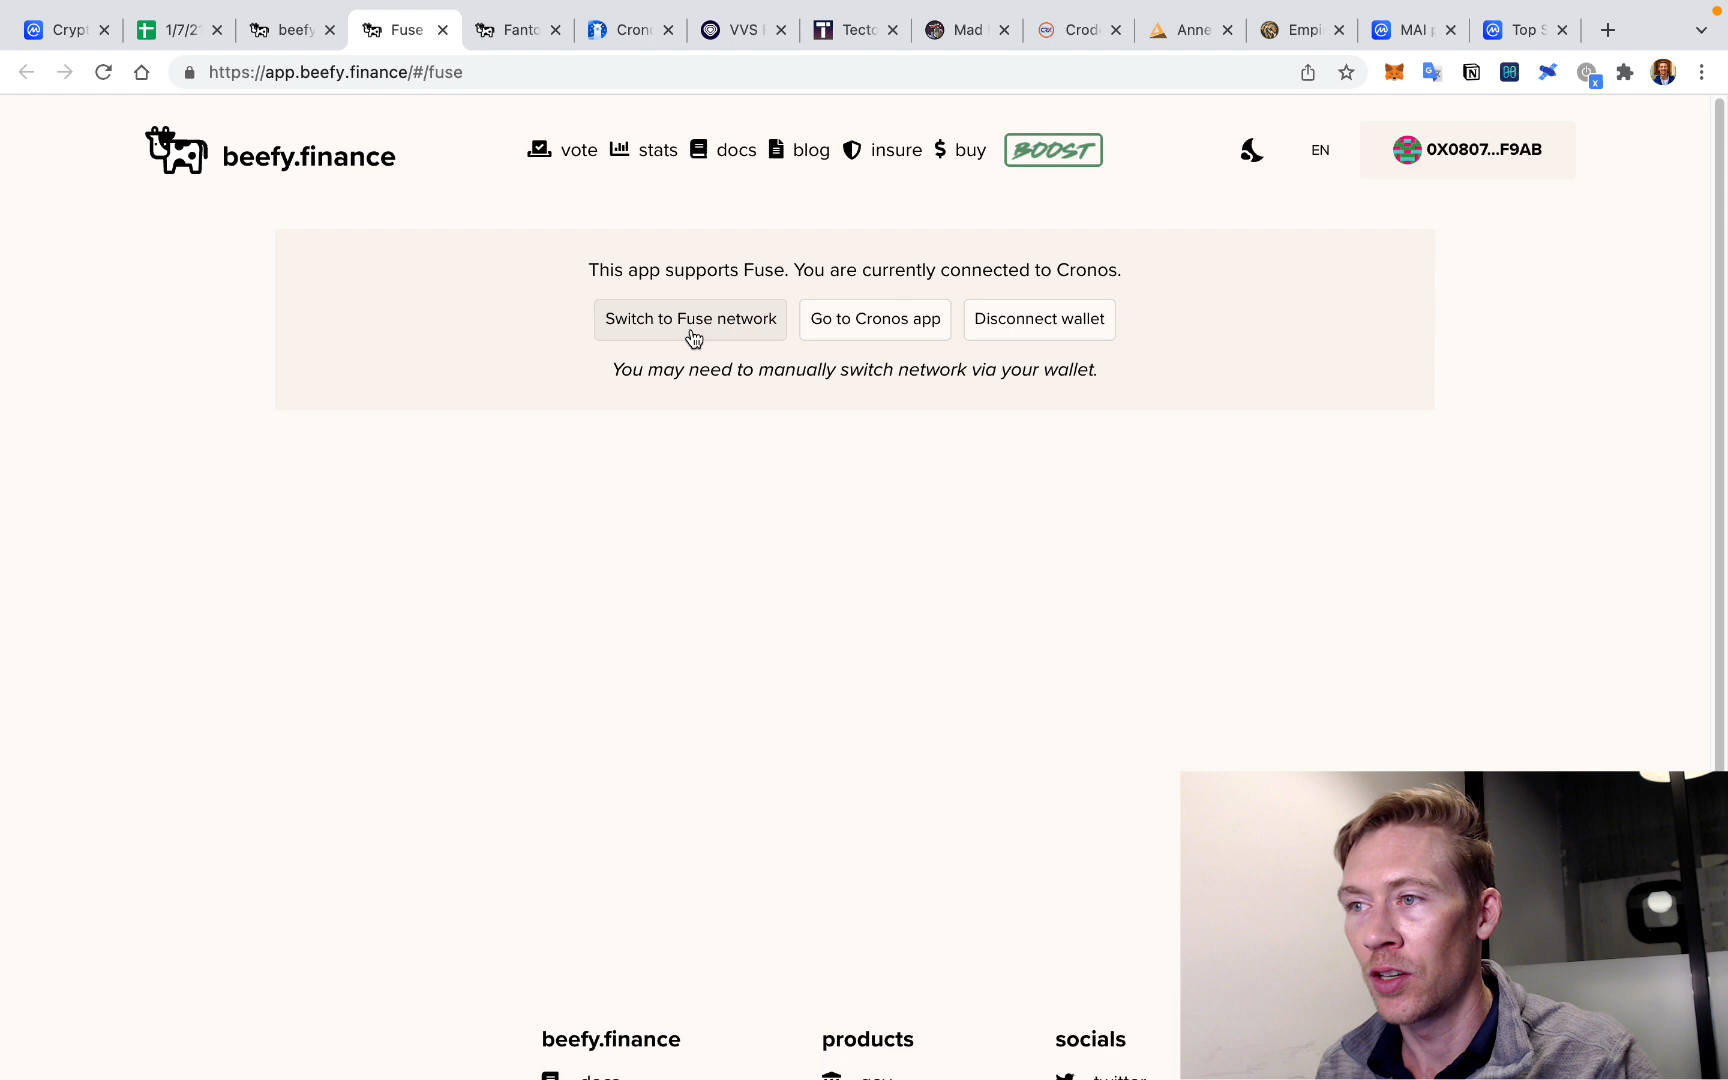 Crypt
1/7/2
beefy
Fuse
Fanto
Cron
VVS
Tecto
Mad
Crod
Anne
Empi
MAI p
Top S
https://app.beefy.finance/#/fuse
beefy.finance
vote
stats
docs
blog
insure
buy
BOOST
EN
0X0807...F9AB
This app supports Fuse. You are currently connected to Cronos.
Switch to Fuse network
Go to Cronos app
Disconnect wallet
You may need to manually switch network via your wallet.
beefy.finance
products
socials
docs
gov
twitter